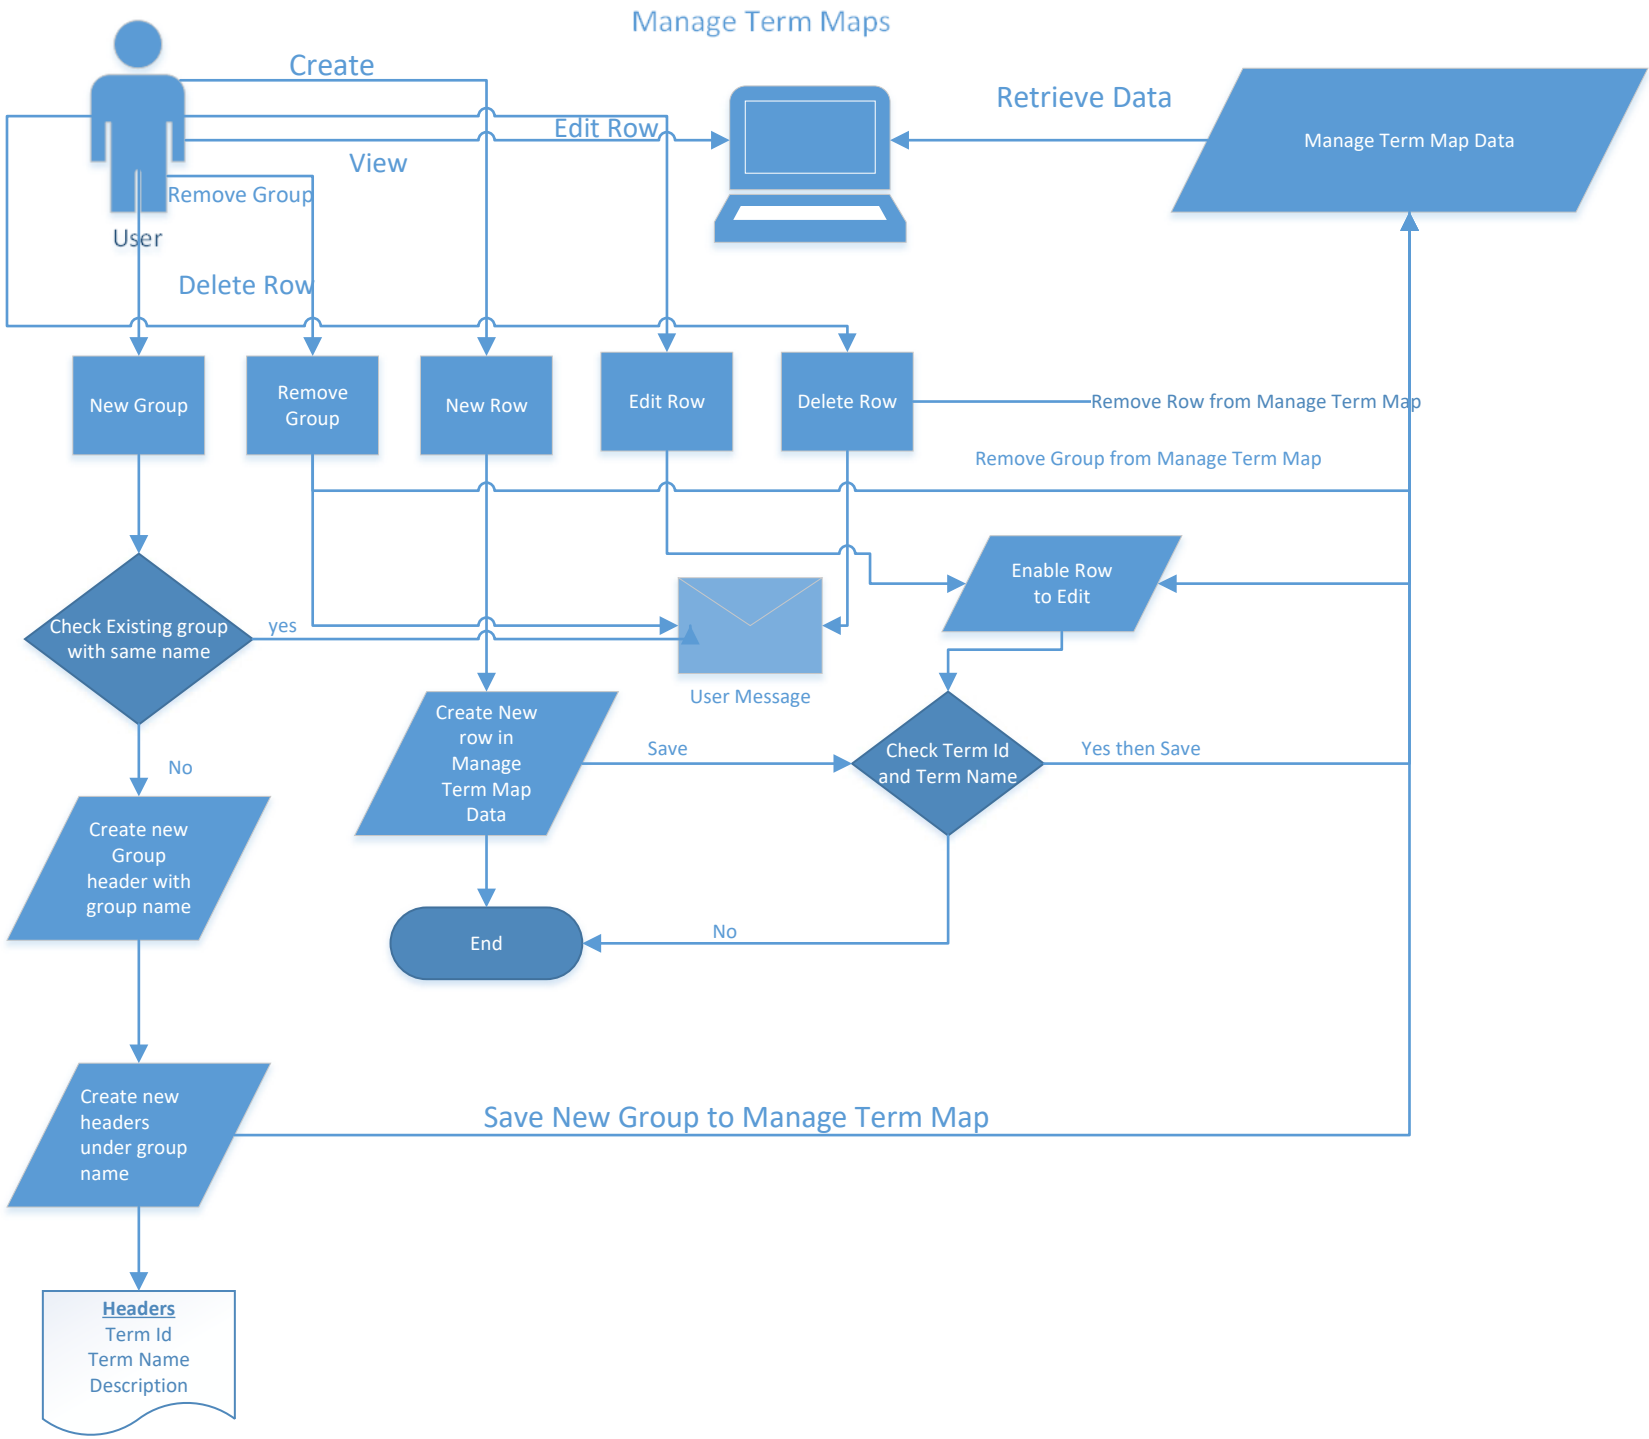 Manage Term Maps
Create
Retrieve Data
Edit Row
Manage Term Map Data
View
Remove Group
User
Delete Row
New Group
Remove
Group
New Row
Edit Row
Delete Row
Remove Row from Manage Term Map
Remove Group from Manage Term Map
Enable Row
to Edit
Check Existing group
with same name
yes
User Message
Create New
row in
Manage
Term Map
Data
Save
Check Term Id
and Term Name
Yes then Save
No
Create new
Group
header with
group name
End
No
Create new
headers
under group
name
Save New Group to Manage Term Map
Headers
Term Id
Term Name
Description